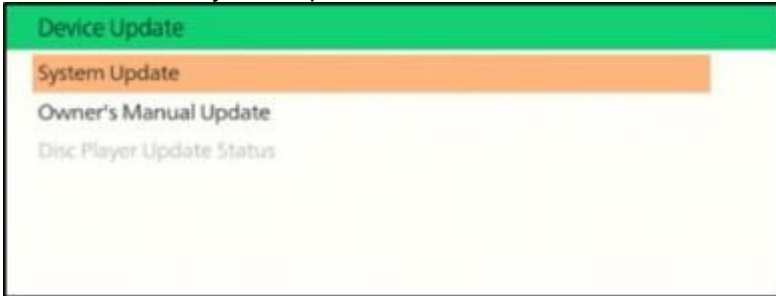 Device Update
System Update
Owner's Manual Update
Disc Player Update Status